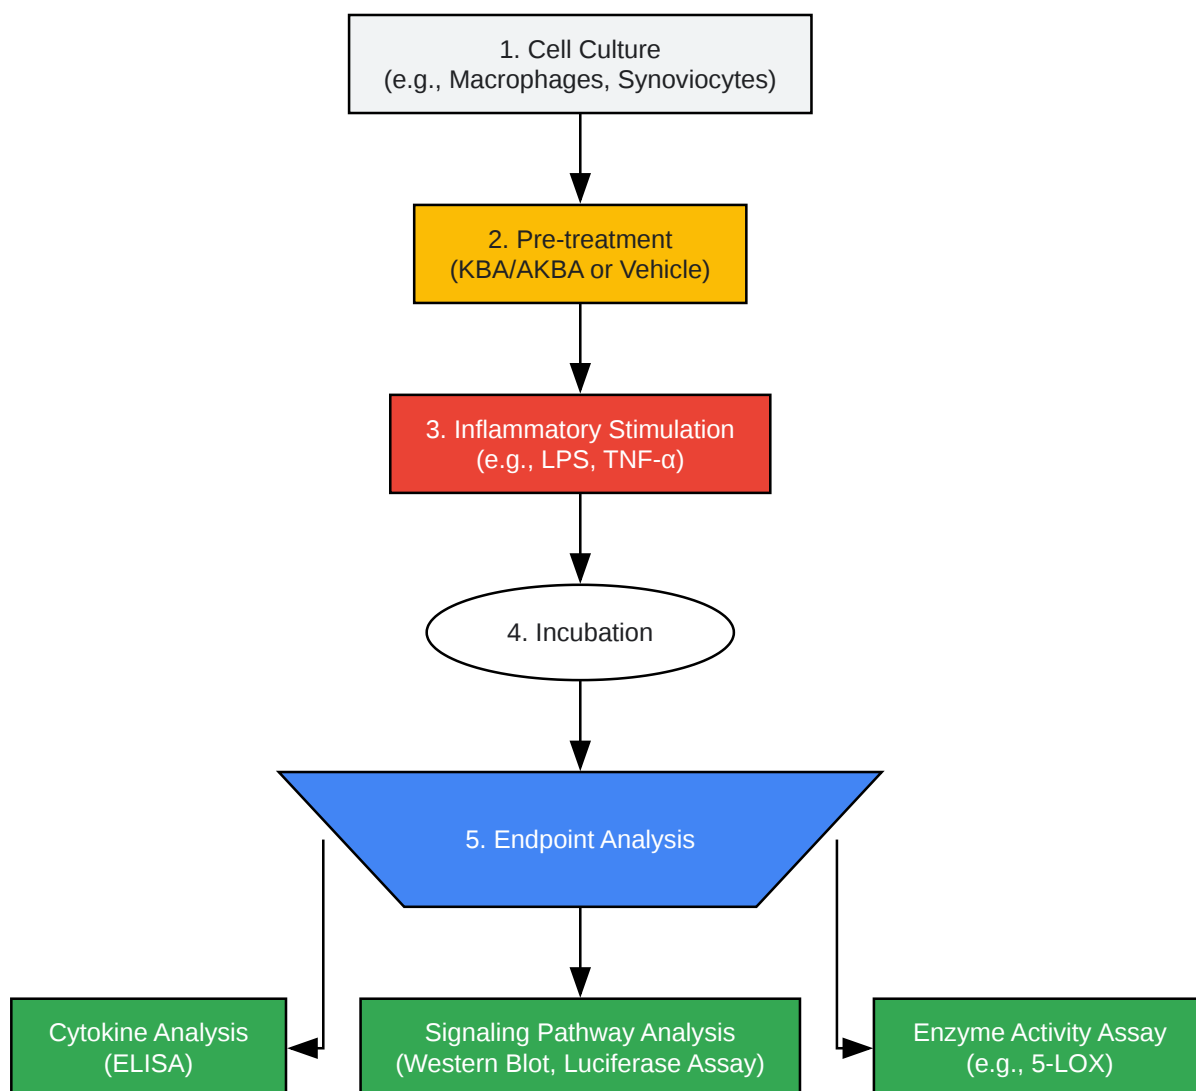 1. Cell Culture
(e.g., Macrophages, Synoviocytes)
2. Pre-treatment
(KBA/AKBA or Vehicle)
3. Inflammatory Stimulation
(e.g., LPS, TNF-α)
4. Incubation
5. Endpoint Analysis
Cytokine Analysis
(ELISA)
Signaling Pathway Analysis
(Western Blot, Luciferase Assay)
Enzyme Activity Assay
(e.g., 5-LOX)